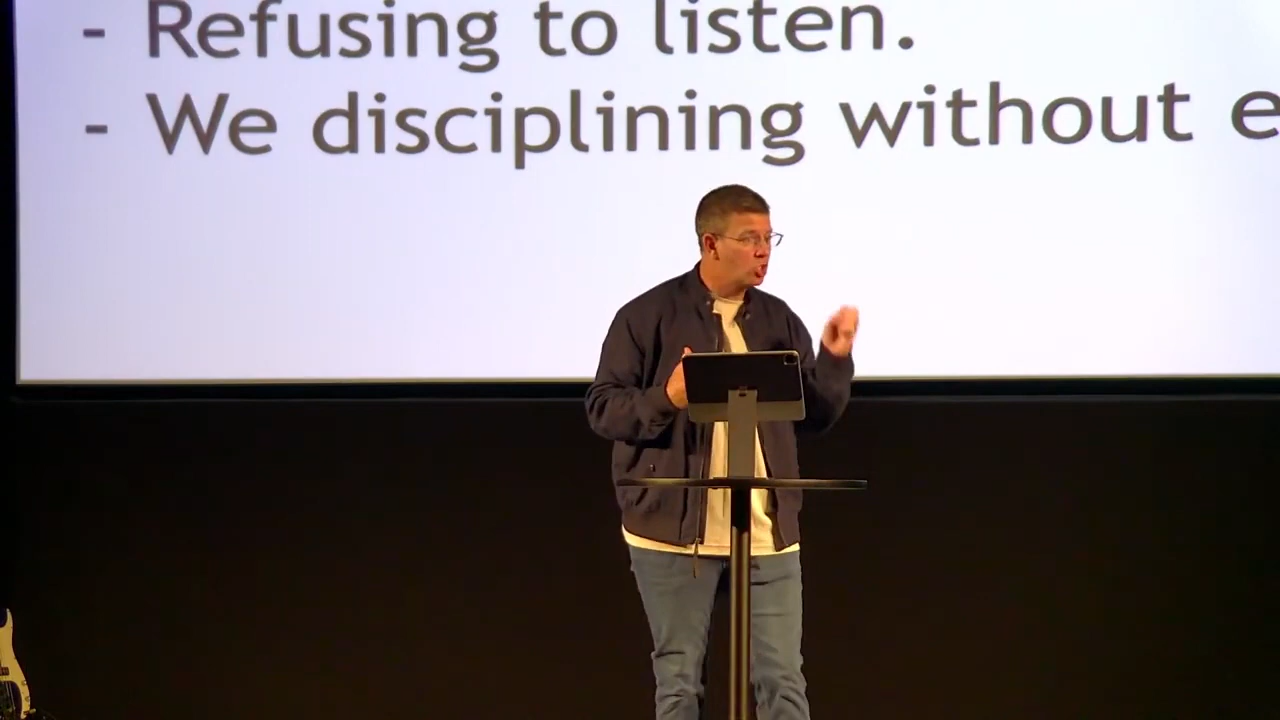 - Refusing to listen.
- We disciplining without